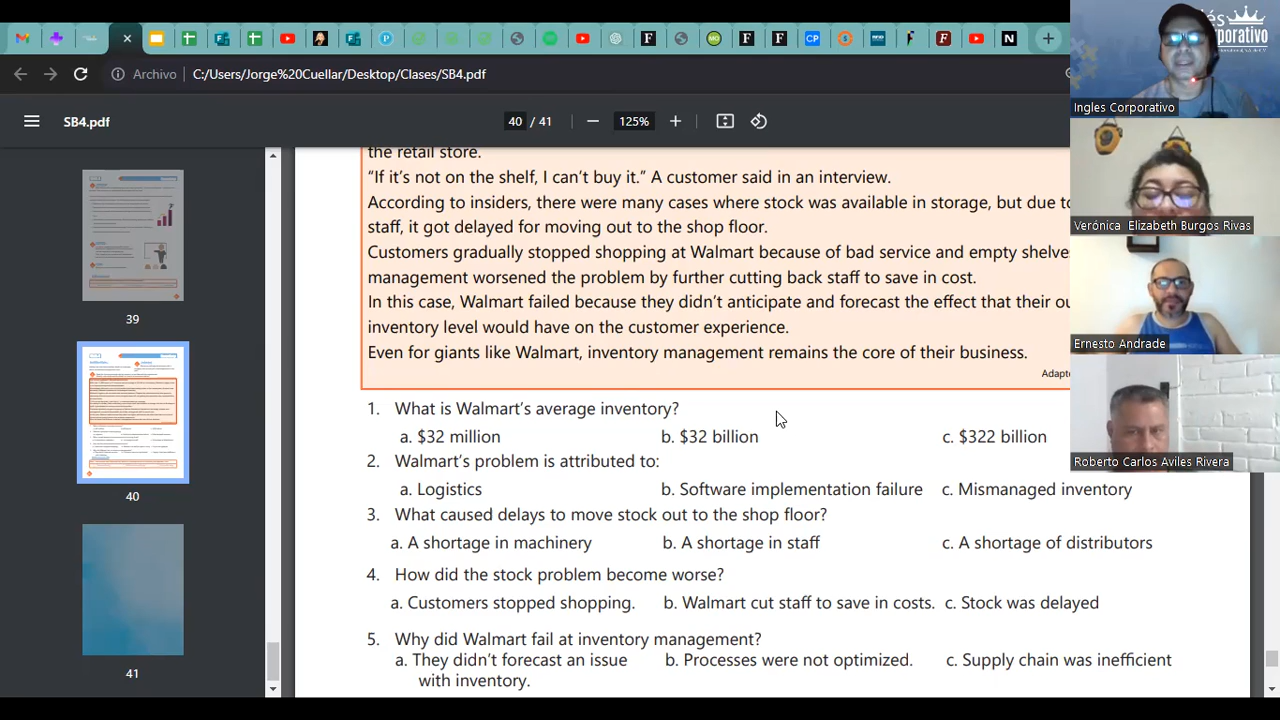 Archivo C:/Users/Jorge%20Cuellar/Desktop/Clases/SB4.pdf
SB4.pdf
40 / 41
125%
the retail store.
“If it’s not on the shelf, I can’t buy it.” A customer said in an interview.
According to insiders, there were many cases where stock was available in storage, but due to
staff, it got delayed for moving out to the shop floor.
Customers gradually stopped shopping at Walmart because of bad service and empty shelve
management worsened the problem by further cutting back staff to save in cost.
In this case, Walmart failed because they didn’t anticipate and forecast the effect that their ou
inventory level would have on the customer experience.
Even for giants like Walmart, inventory management remains the core of their business.
Adapte
1. What is Walmart’s average inventory?
a. $32 million b. $32 billion c. $322 billion
2. Walmart’s problem is attributed to:
a. Logistics b. Software implementation failure c. Mismanaged inventory
3. What caused delays to move stock out to the shop floor?
a. A shortage in machinery b. A shortage in staff c. A shortage of distributors
4. How did the stock problem become worse?
a. Customers stopped shopping. b. Walmart cut staff to save in costs. c. Stock was delayed
5. Why did Walmart fail at inventory management?
a. They didn’t forecast an issue b. Processes were not optimized. c. Supply chain was inefficient
with inventory.
39
40
41
Ingles Corporativo
Verónica Elizabeth Burgos Rivas
Ernesto Andrade
Roberto Carlos Aviles Rivera